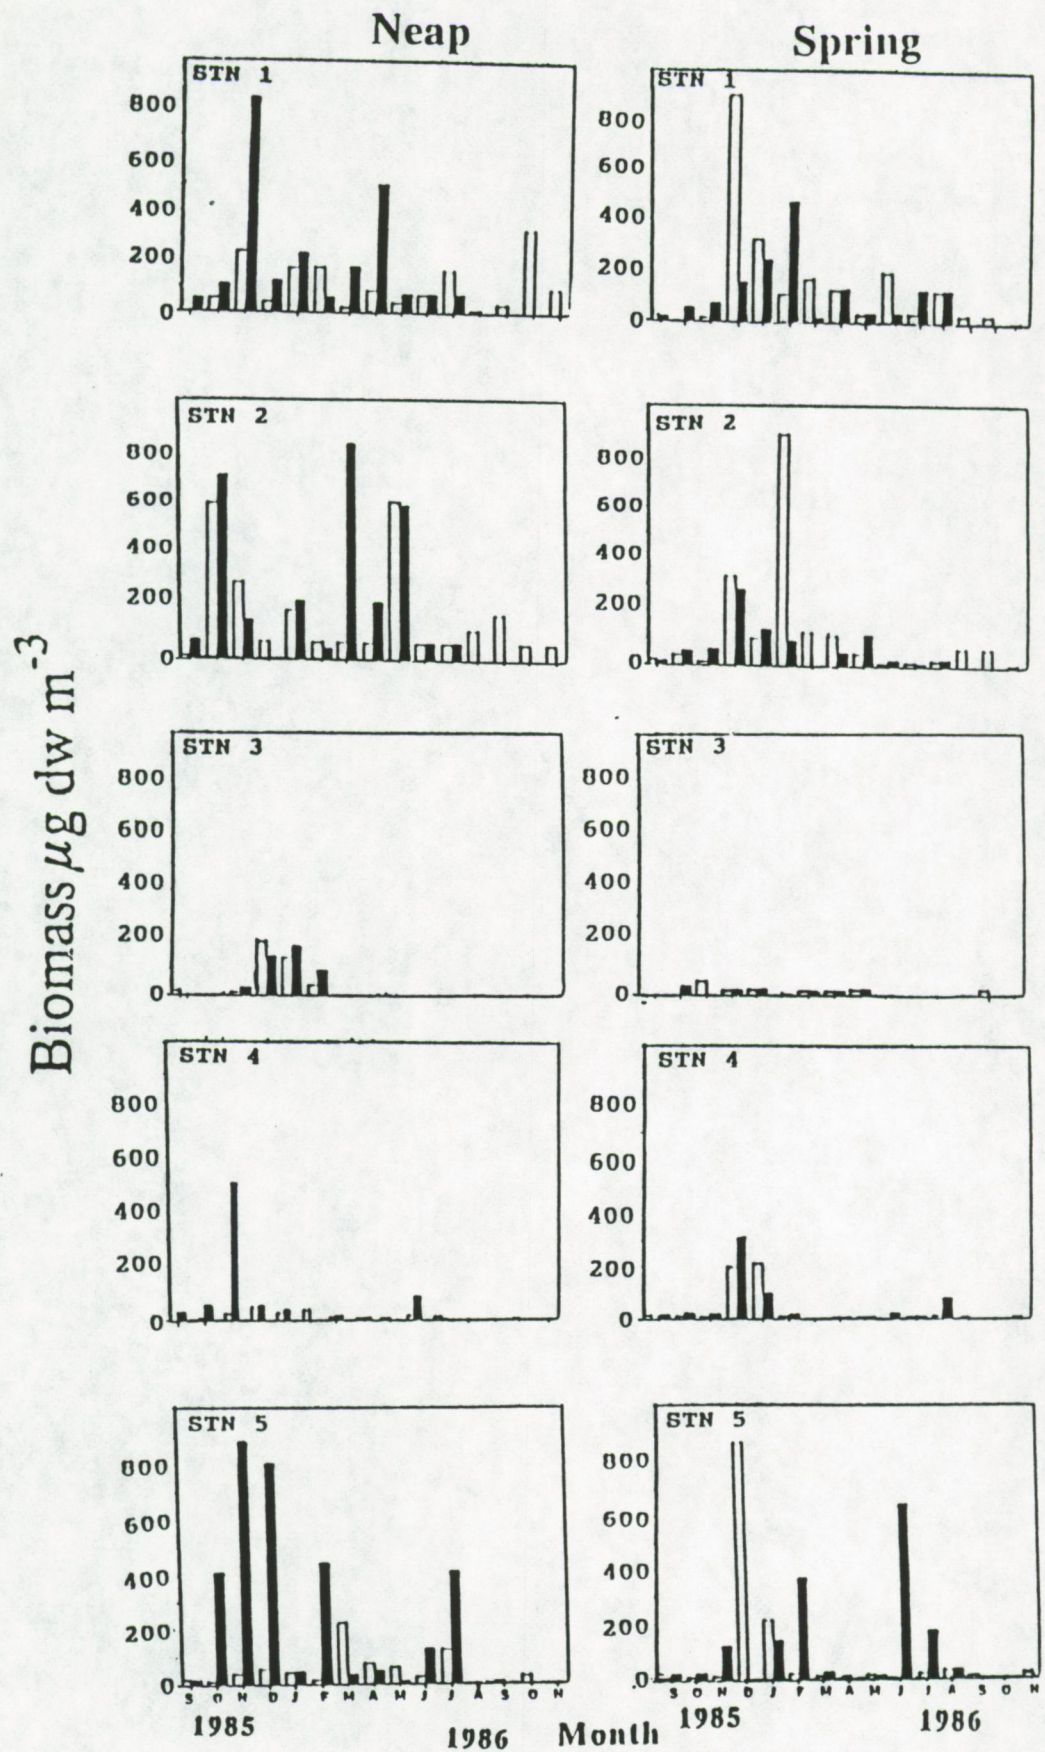 Neap Spring
STN 1 STN 1
800 800
600 600
400 400
200 200
0 0
STN 2 STN 2
800 800
600 600
400 400
200 200
0 0
Biomass µg dw m-3
STN 3 STN 3
800 800
600 600
400 400
200 200
0 0
STN 4 STN 4
800 800
600 600
400 400
200 200
0 0
STN 5 STN 5
800 800
600 600
400 400
200 200
0 .0
S O N D J F M A M J J A S O N S O N D J F M A M J J A S O N
1985 1986 Month 1985 1986